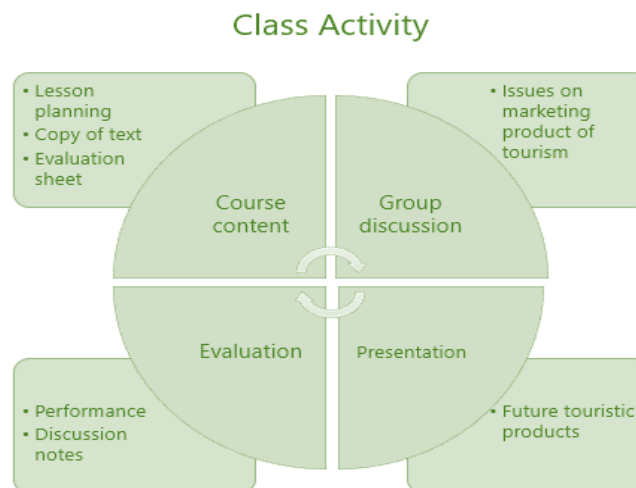 Class Activity
• Lesson
planning
• Copy of text
• Evaluation
sheet
• Issues on
marketing
product of
tourism
Course
content
Group
discussion
Evaluation
Presentation
• Performance
• Discussion
notes
• Future touristic
products